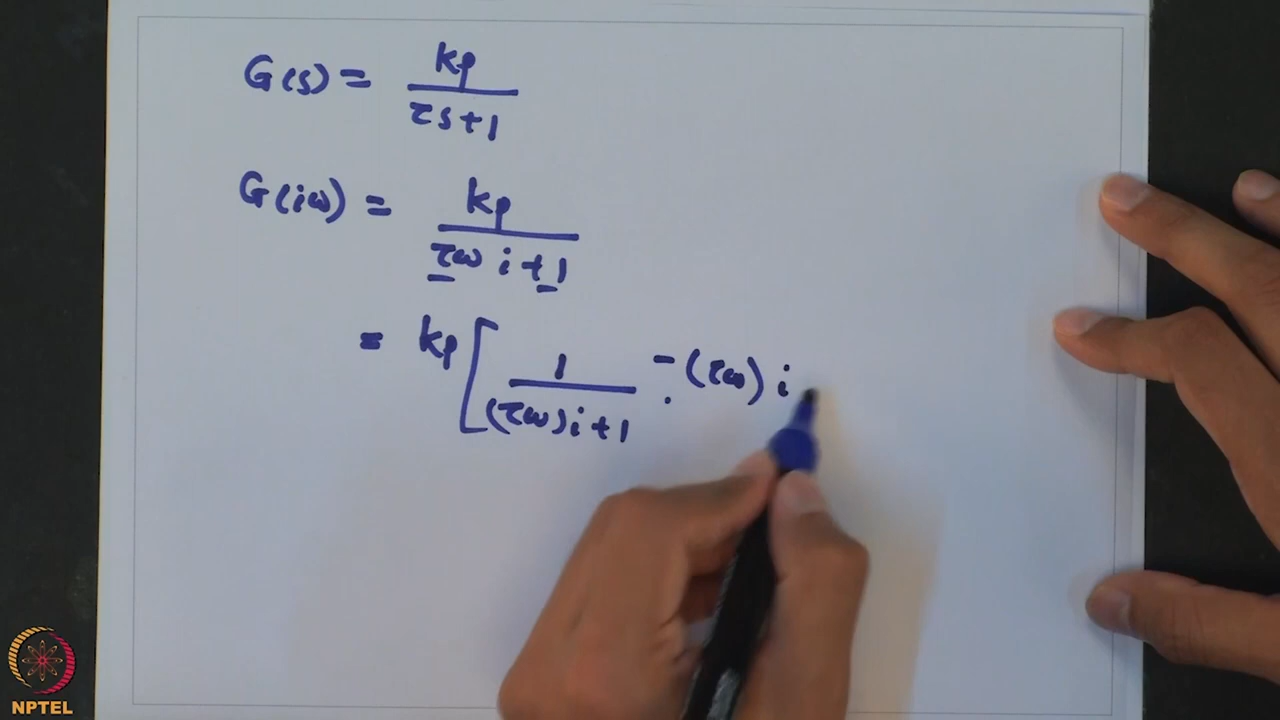 G(s) = kp / τs+1
G(iω) = kp / τω i+1
= kp [ 1 / (τω)i+1 . -(τω) i
NPTEL